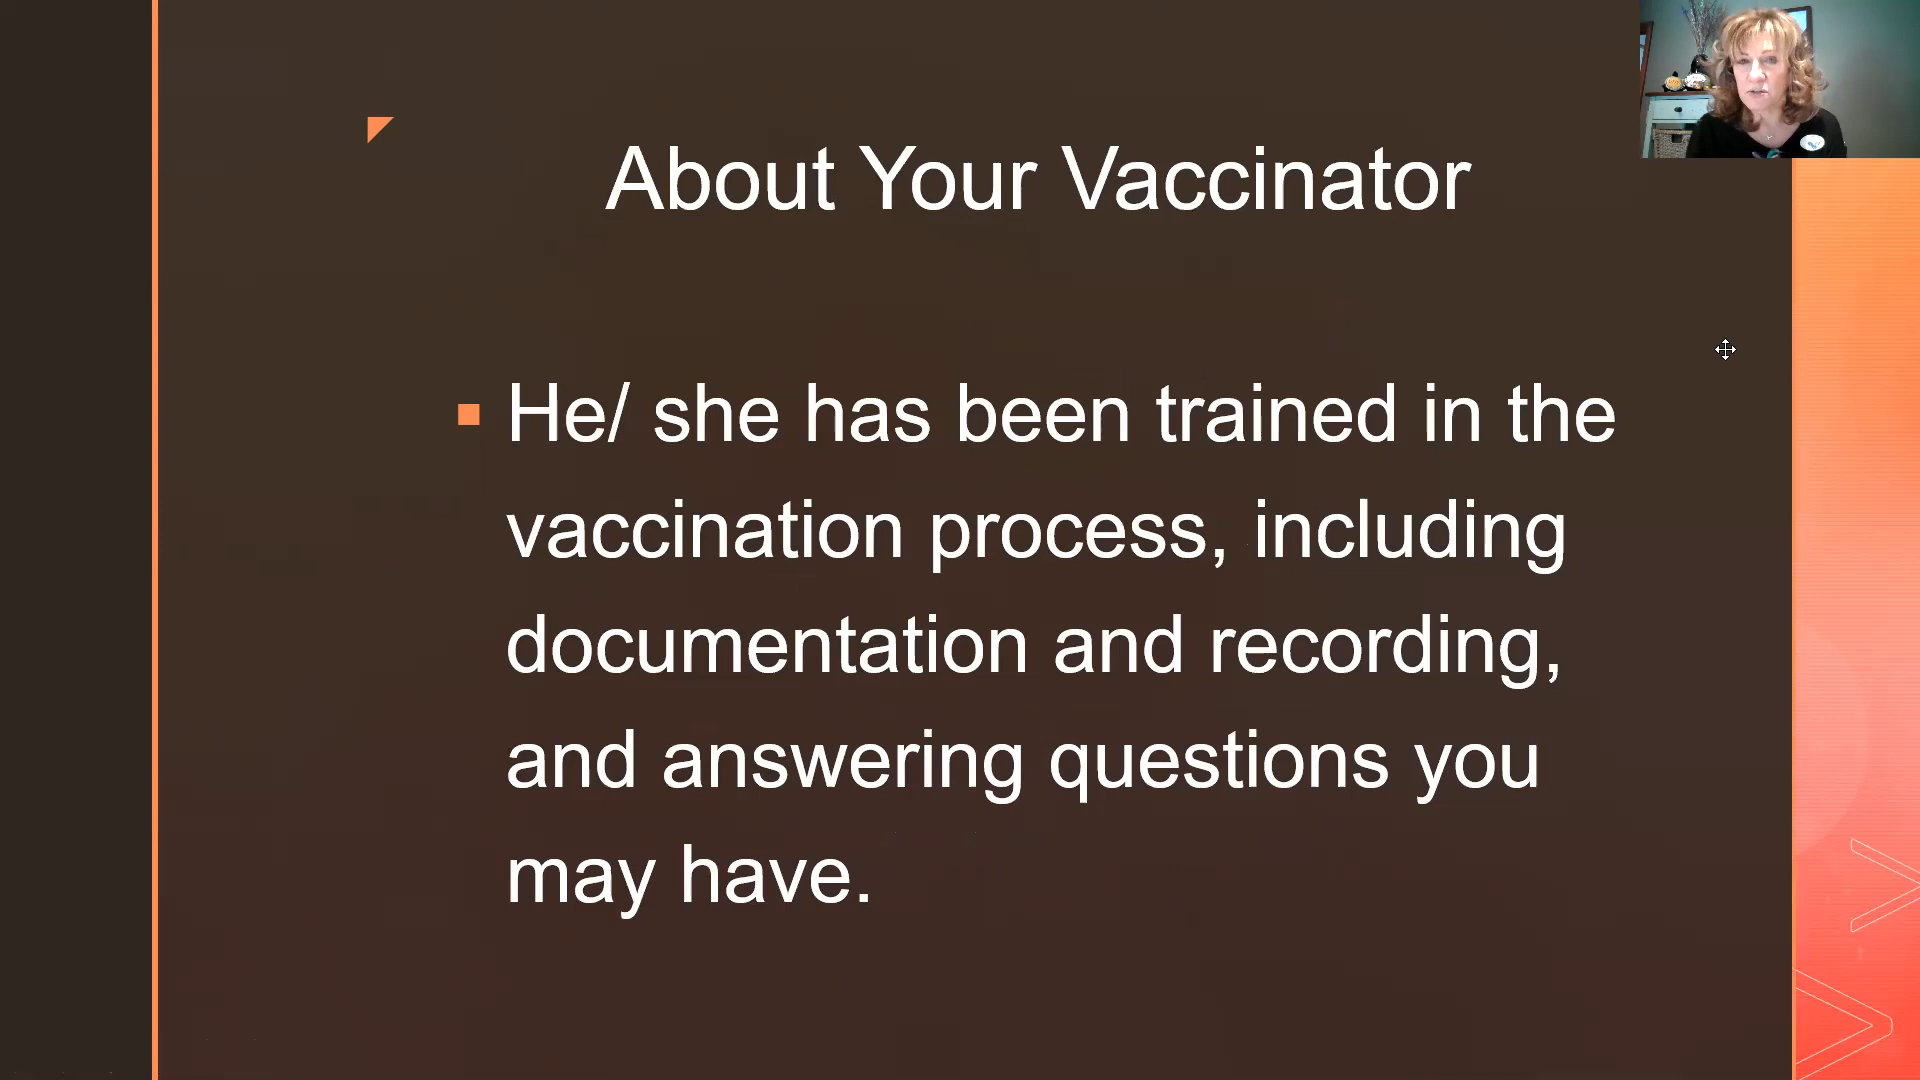 About Your Vaccinator
He/ she has been trained in the
vaccination process, including
documentation and recording,
and answering questions you
may have.